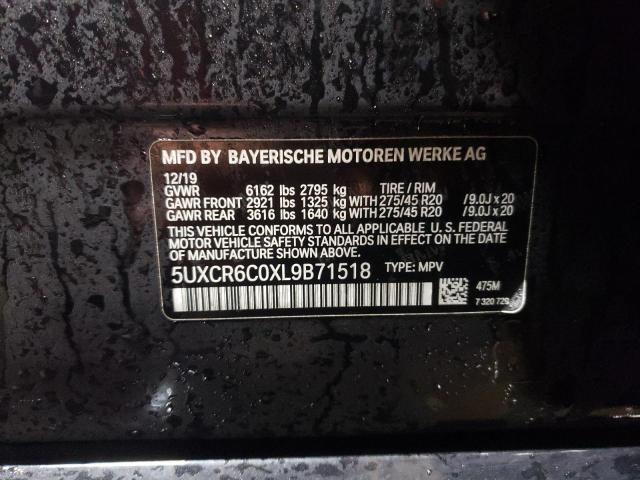 MFD BY BAYERISCHE MOTOREN WERKE AG
12/19
GVWR 6162 lbs 2795 kg TIRE / RIM
GAWR FRONT 2921 lbs 1325 kg WITH 275/45 R20 /9.0J x 20
GAWR REAR 3616 lbs 1640 kg WITH 275/45 R20 /9.0J x 20
THIS VEHICLE CONFORMS TO ALL APPLICABLE U.S. FEDERAL
MOTOR VEHICLE SAFETY STANDARDS IN EFFECT ON THE DATE OF
MANUFACTURE SHOWN ABOVE.
5UXCR6C0XL9B71518 TYPE: MPV
475M
7 320 729